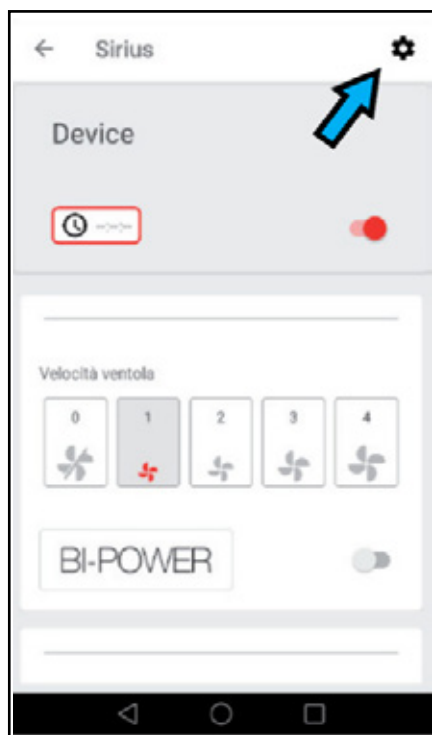 Sirius
Device
--:--:--
Velocità ventola
0 1 2 3 4
BI-POWER